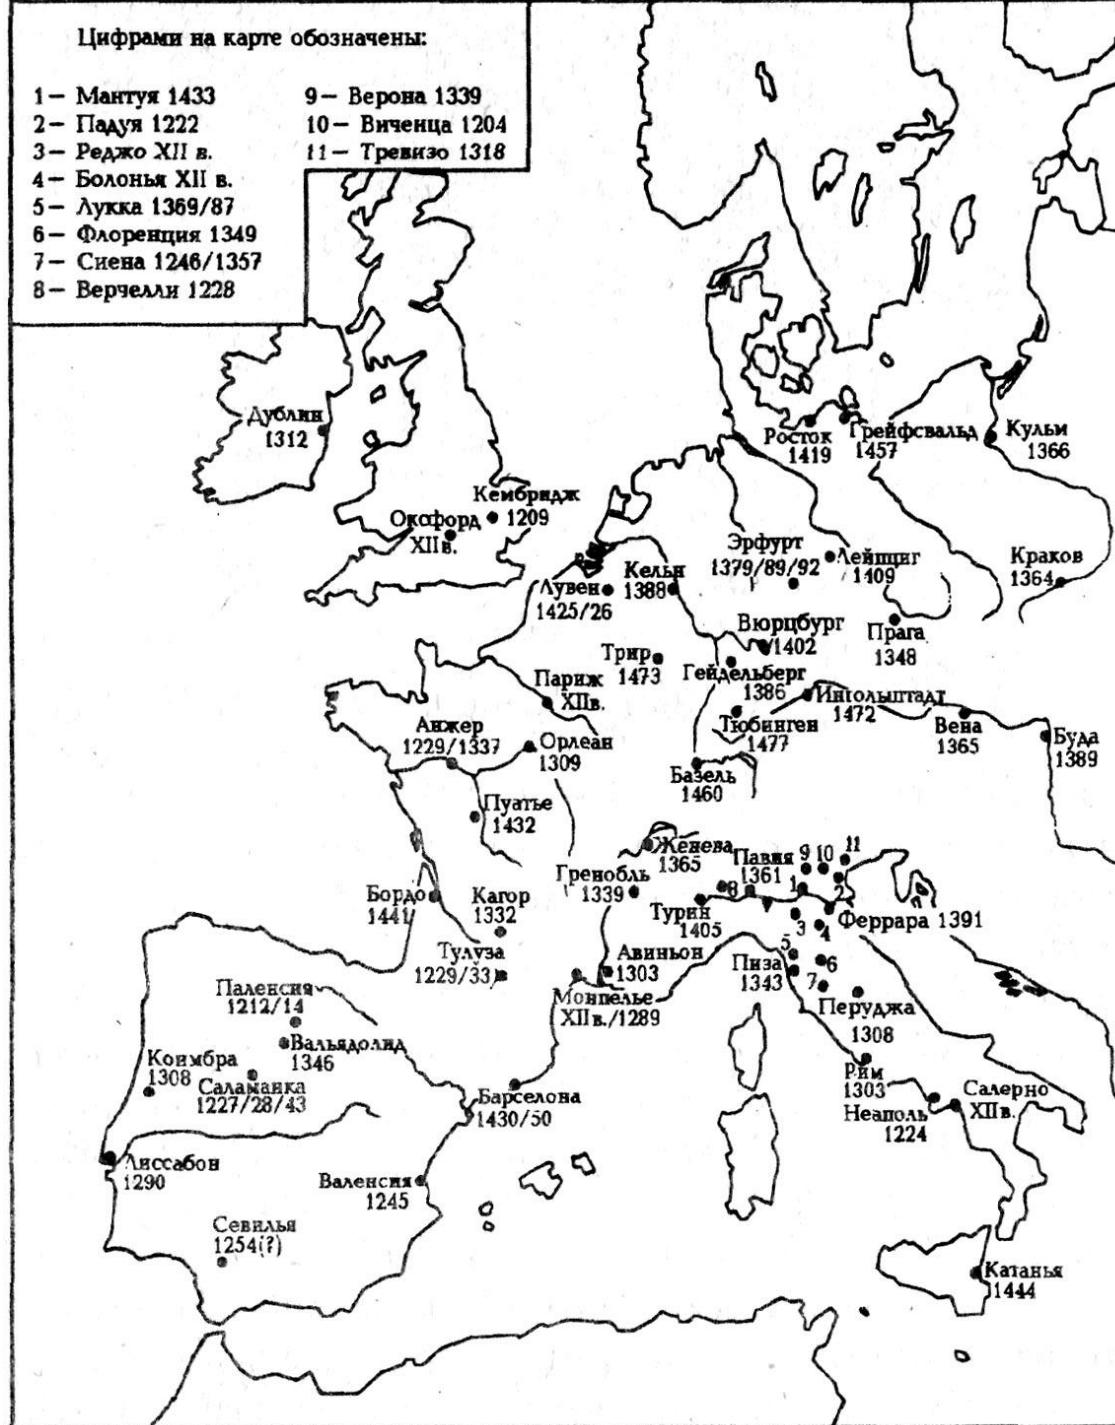 Цифрами на карте обозначены:
1— Мантуя 1433
2— Падуя 1222
3— Реджо XII в.
4— Болонья XII в.
5— Лукка 1369/87
6— Флоренция 1349
7— Сиена 1246/1357
8— Верчелли 1228
9— Верона 1339
10— Виченца 1204
11— Тревизо 1318
Дублин
1312
Росток
1419
Грейфсвальд
1457
Кульм
1366
Кембридж
1209
Оксфорд
XII в.
Эрфурт
1379/89/92
Лейпциг
1409
Краков
1364
Лувен
1425/26
Кельн
1388
Вюрцбург
1402
Прага
1348
Трир
1473
Гейдельберг
1386
Париж
XII в.
Ингольштадт
1472
Анжер
1229/1337
Орлеан
1309
Тюбинген
1477
Вена
1365
Буда
1389
Базель
1460
Пуатье
1432
Женева
1365
Павия
1361
9
10
11
Гренобль
1339
8
1
2
Бордо
1441
Кагор
1332
Турин
1405
3
4
Феррара 1391
Тулуза
1229/33)
Авиньон
1303
5
6
Пиза
1343
7
Паленсия
1212/14
Монпелье
XII в./1289
Перуджа
1308
Вальядолид
1346
Коимбра
1308
Саламанка
1227/28/43
Барселона
1430/50
Рим
1303
Неаполь
1224
Салерно
XII в.
Лиссабон
1290
Валенсия
1245
Севилья
1254(?)
Катанья
1444